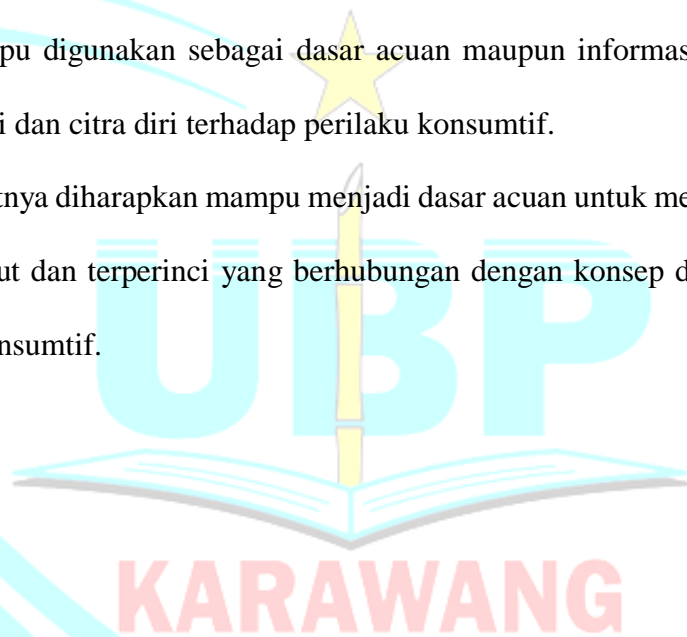 pu digunakan sebagai dasar acuan maupun informas
i dan citra diri terhadap perilaku konsumtif.
tnya diharapkan mampu menjadi dasar acuan untuk me
ut dan terperinci yang berhubungan dengan konsep d
nsumtif.
UBP
KARAWANG